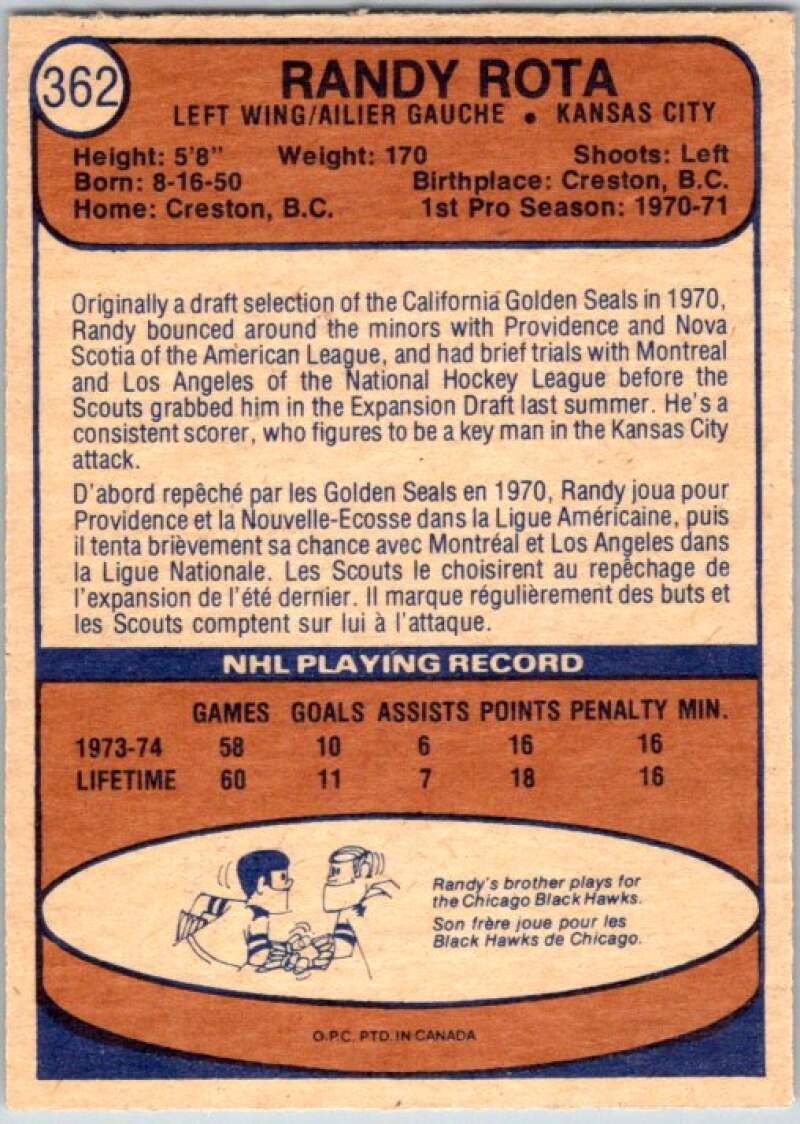 362
RANDY ROTA
LEFT WING/AILIER GAUCHE • KANSAS CITY
Height: 5'8" Weight: 170 Shoots: Left
Born: 8-16-50 Birthplace: Creston, B.C.
Home: Creston, B.C. 1st Pro Season: 1970-71
Originally a draft selection of the California Golden Seals in 1970,
Randy bounced around the minors with Providence and Nova
Scotia of the American League, and had brief trials with Montreal
and Los Angeles of the National Hockey League before the
Scouts grabbed him in the Expansion Draft last summer. He's a
consistent scorer, who figures to be a key man in the Kansas City
attack.
D'abord repêché par les Golden Seals en 1970, Randy joua pour
Providence et la Nouvelle-Ecosse dans la Ligue Américaine, puis
il tenta brièvement sa chance avec Montréal et Los Angeles dans
la Ligue Nationale. Les Scouts le choisirent au repêchage de
l'expansion de l'été dernier. Il marque régulièrement des buts et
les Scouts comptent sur lui à l'attaque.
NHL PLAYING RECORD
GAMES GOALS ASSISTS POINTS PENALTY MIN.
1973-74 58 10 6 16 16
LIFETIME 60 11 7 18 16
Randy's brother plays for
the Chicago Black Hawks.
Son frère joue pour les
Black Hawks de Chicago.
O.P.C. PTD. IN CANADA